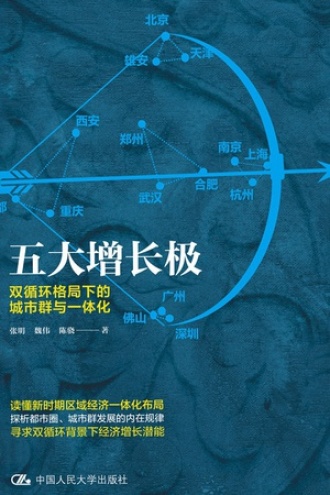 北京
雄安
天津
西安
郑州
南京
上海
合肥
武汉
杭州
都
重庆
五大增长极
双循环格局下的
城市群与一体化
张明 魏伟 陈骁——著
广州
佛山
深圳
读懂新时期区域经济一体化布局
探析都市圈、城市群发展的内在规律
寻求双循环背景下经济增长潜能
中国人民大学出版社